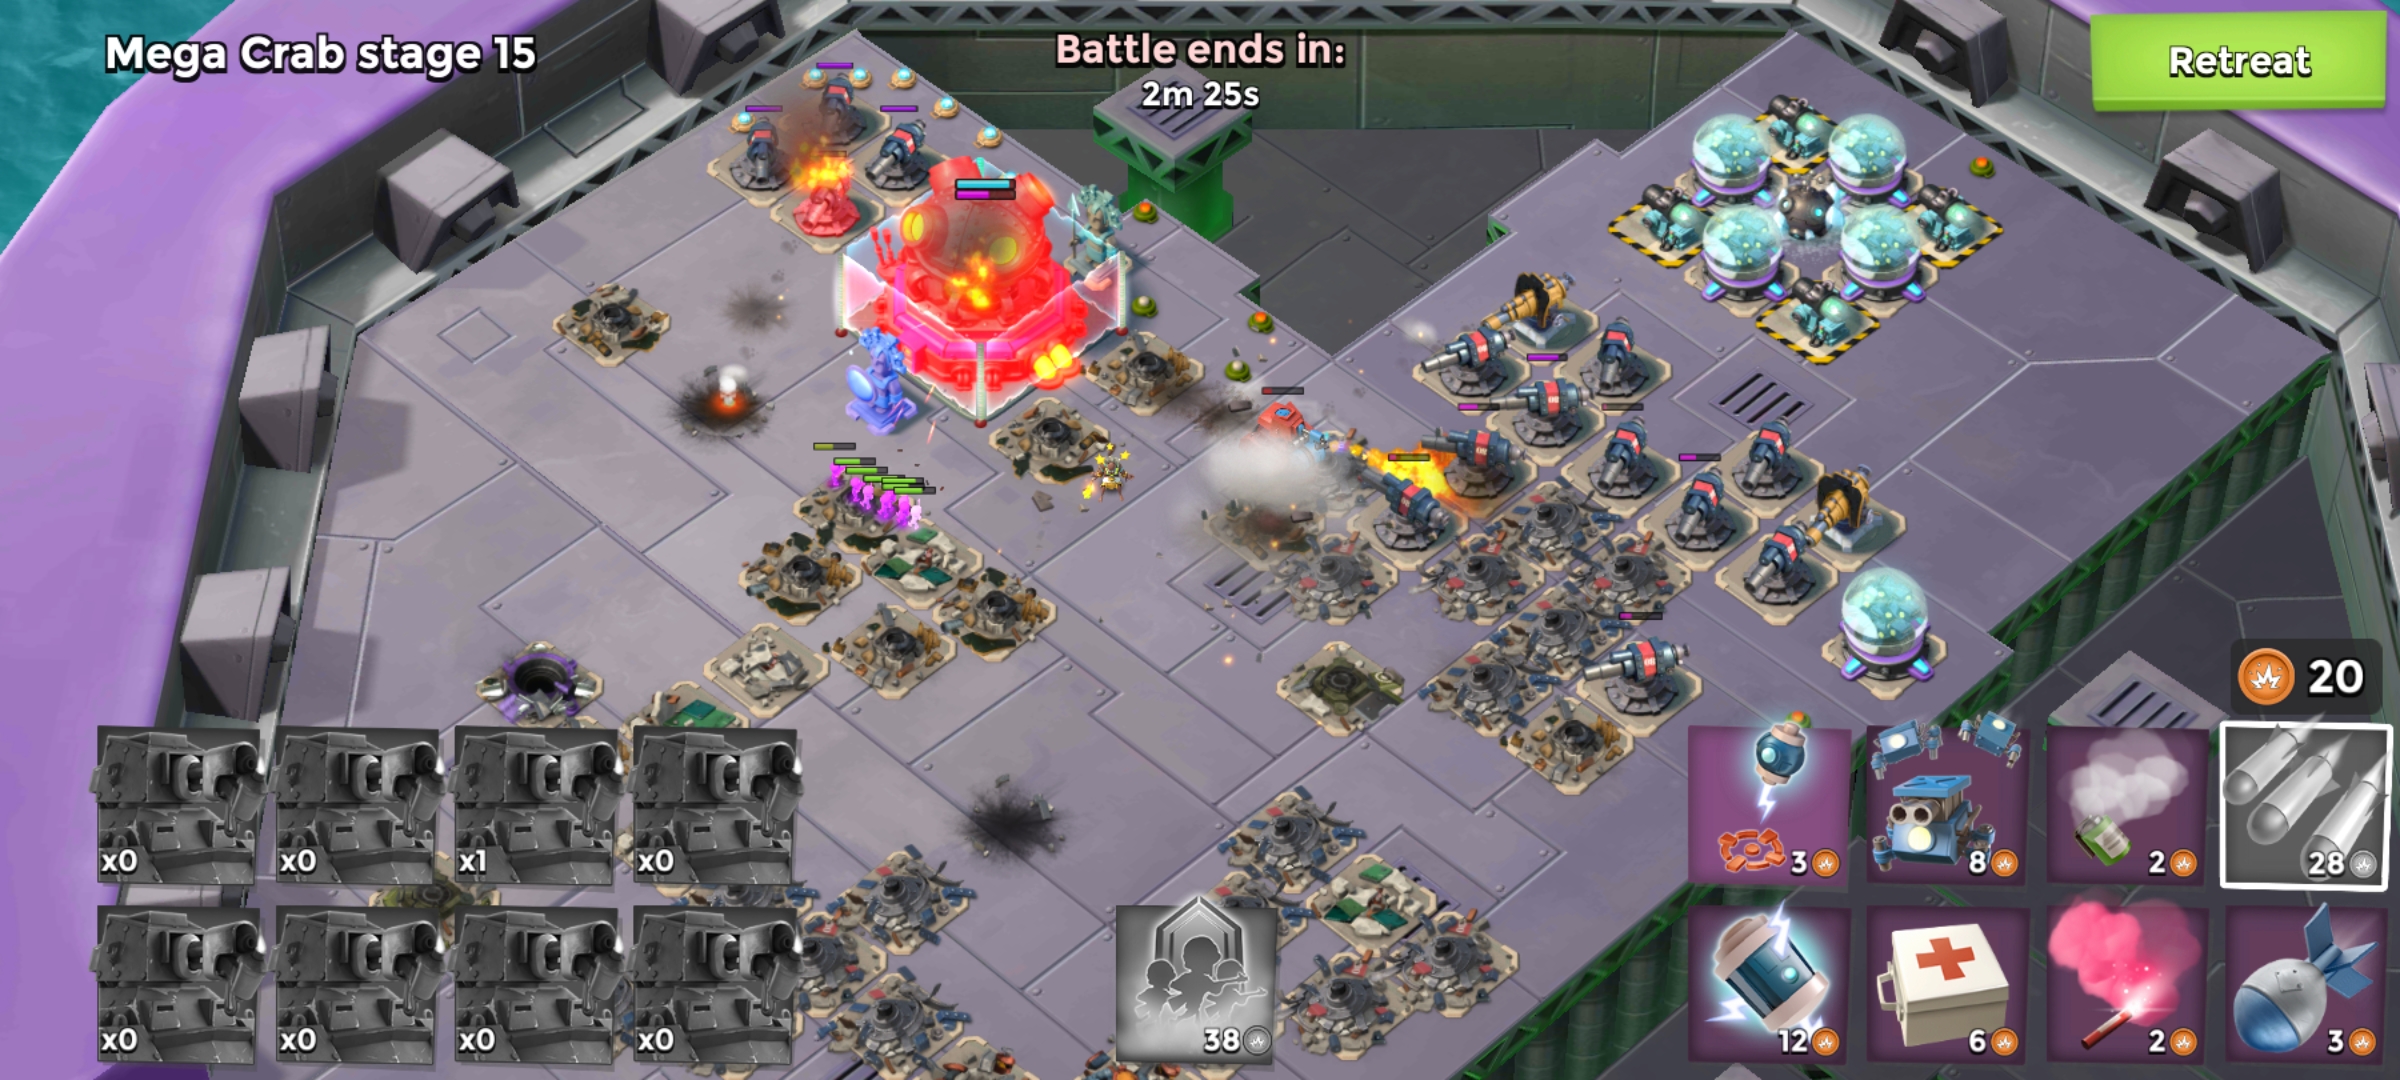 Mega Crab stage 15
Battle ends in:
2m 25s
Retreat
20
x0
x0
x1
x0
3
8
2
28
x0
x0
x0
x0
38
12
6
2
3